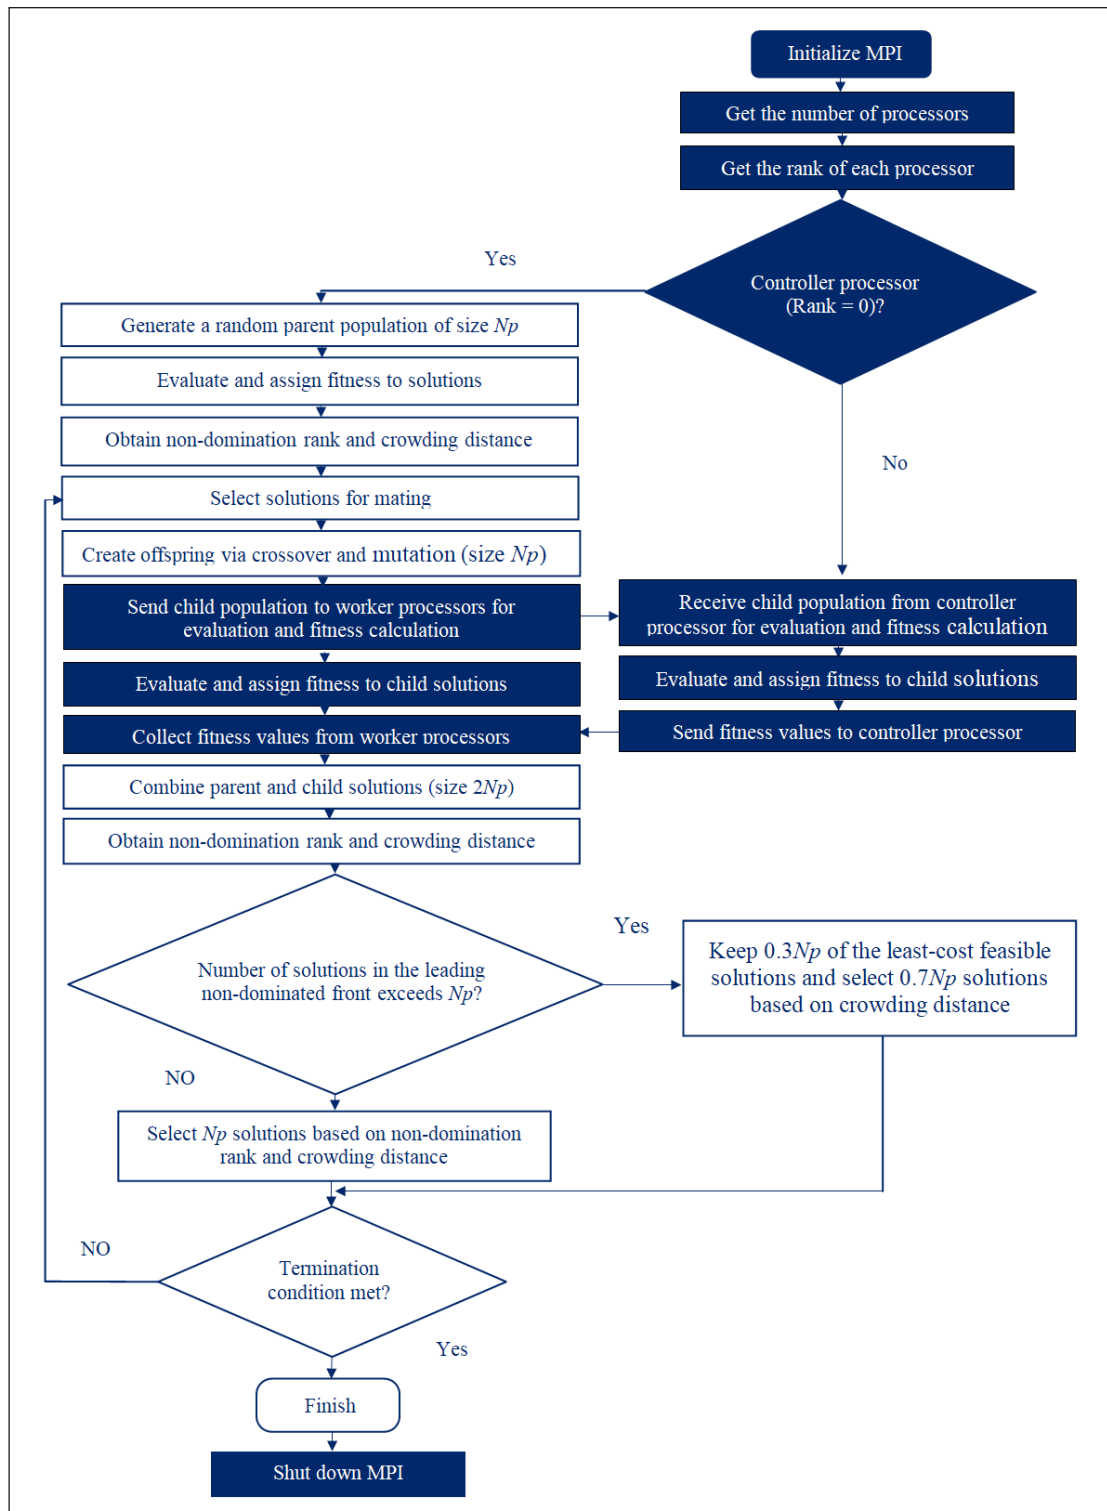 Initialize MPI
Get the number of processors
Get the rank of each processor
Controller processor
(Rank = 0)?
Yes
No
Generate a random parent population of size Np
Evaluate and assign fitness to solutions
Obtain non-domination rank and crowding distance
Select solutions for mating
Create offspring via crossover and mutation (size Np)
Send child population to worker processors for
evaluation and fitness calculation
Receive child population from controller
processor for evaluation and fitness calculation
Evaluate and assign fitness to child solutions
Evaluate and assign fitness to child solutions
Collect fitness values from worker processors
Send fitness values to controller processor
Combine parent and child solutions (size 2Np)
Obtain non-domination rank and crowding distance
Number of solutions in the leading
non-dominated front exceeds Np?
Yes
Keep 0.3Np of the least-cost feasible
solutions and select 0.7Np solutions
based on crowding distance
NO
Select Np solutions based on non-domination
rank and crowding distance
NO
Termination
condition met?
Yes
Finish
Shut down MPI